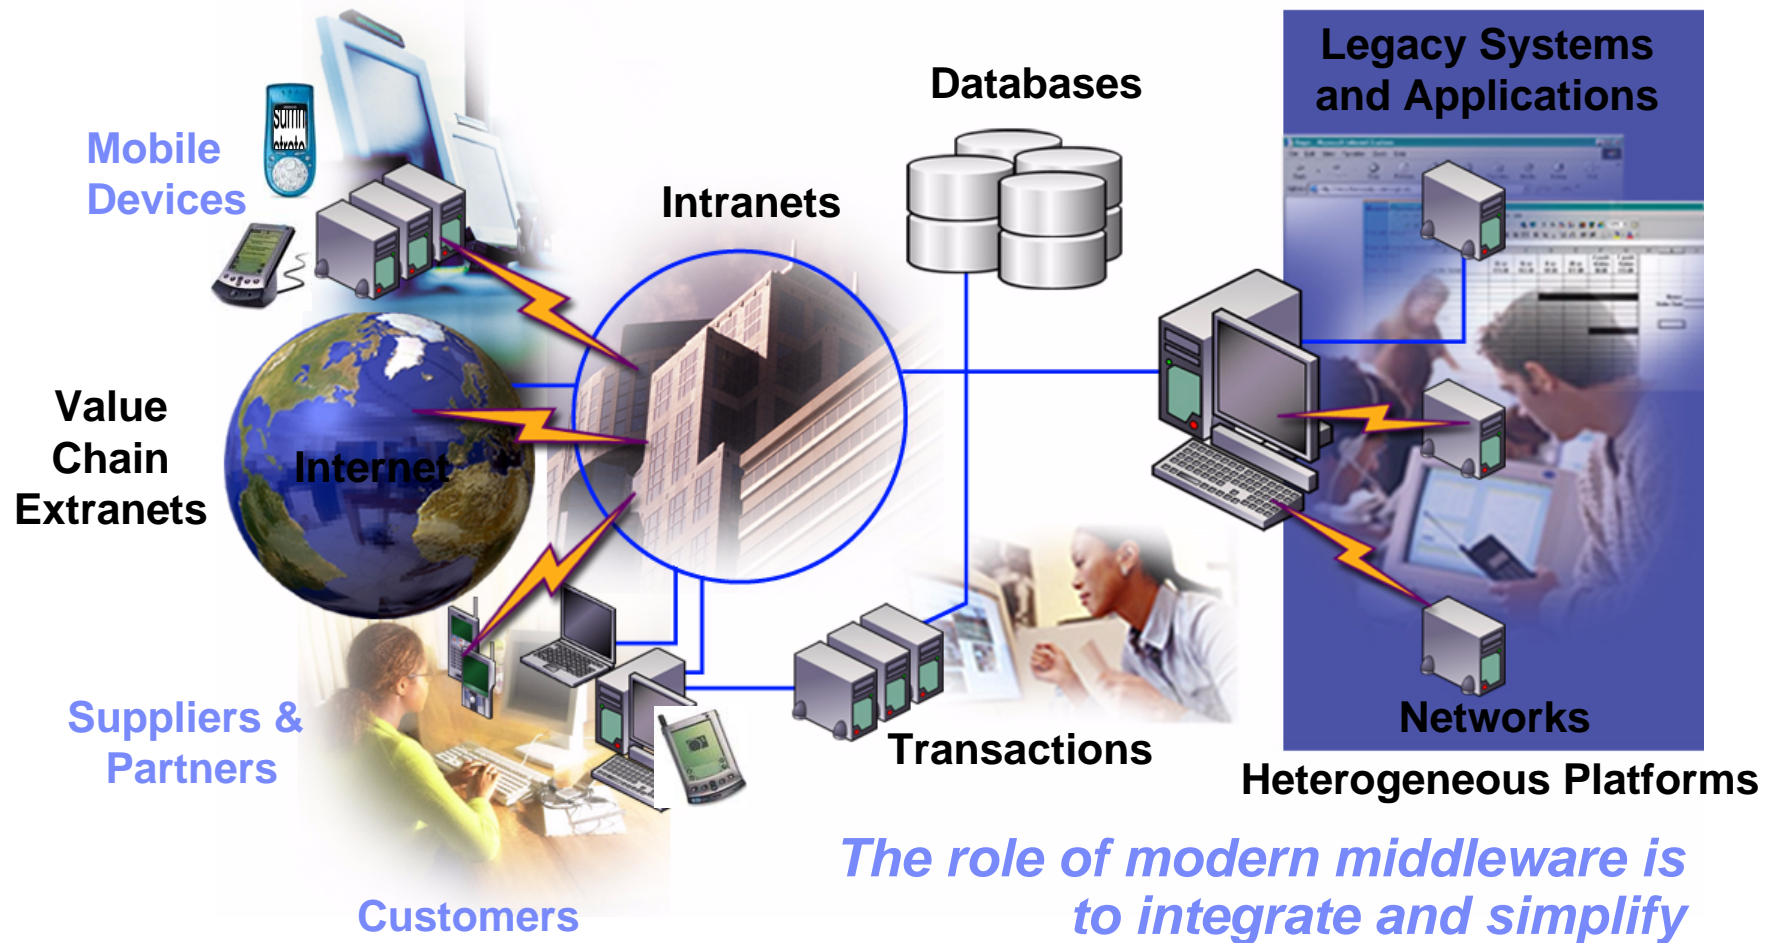 Legacy Systems
and Applications
Databases
Mobile
Devices
Intranets
Value
Chain
Extranets
Internet
Suppliers &
Partners
Networks
Transactions
Heterogeneous Platforms
The role of modern middleware is
to integrate and simplify
Customers